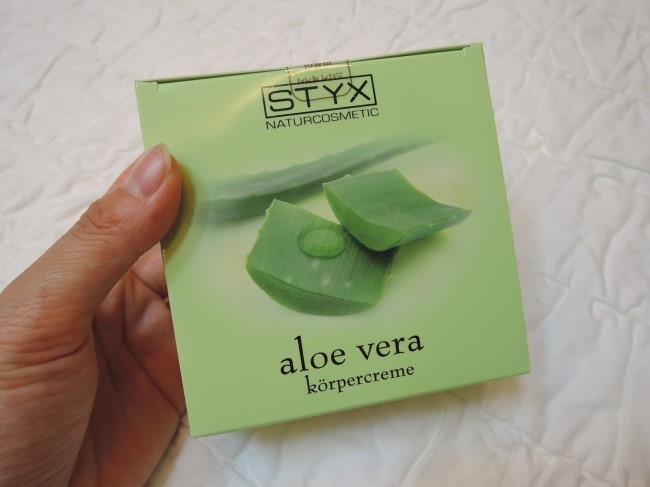 STYX
NATURCOSMETIC
aloe vera
körpercreme